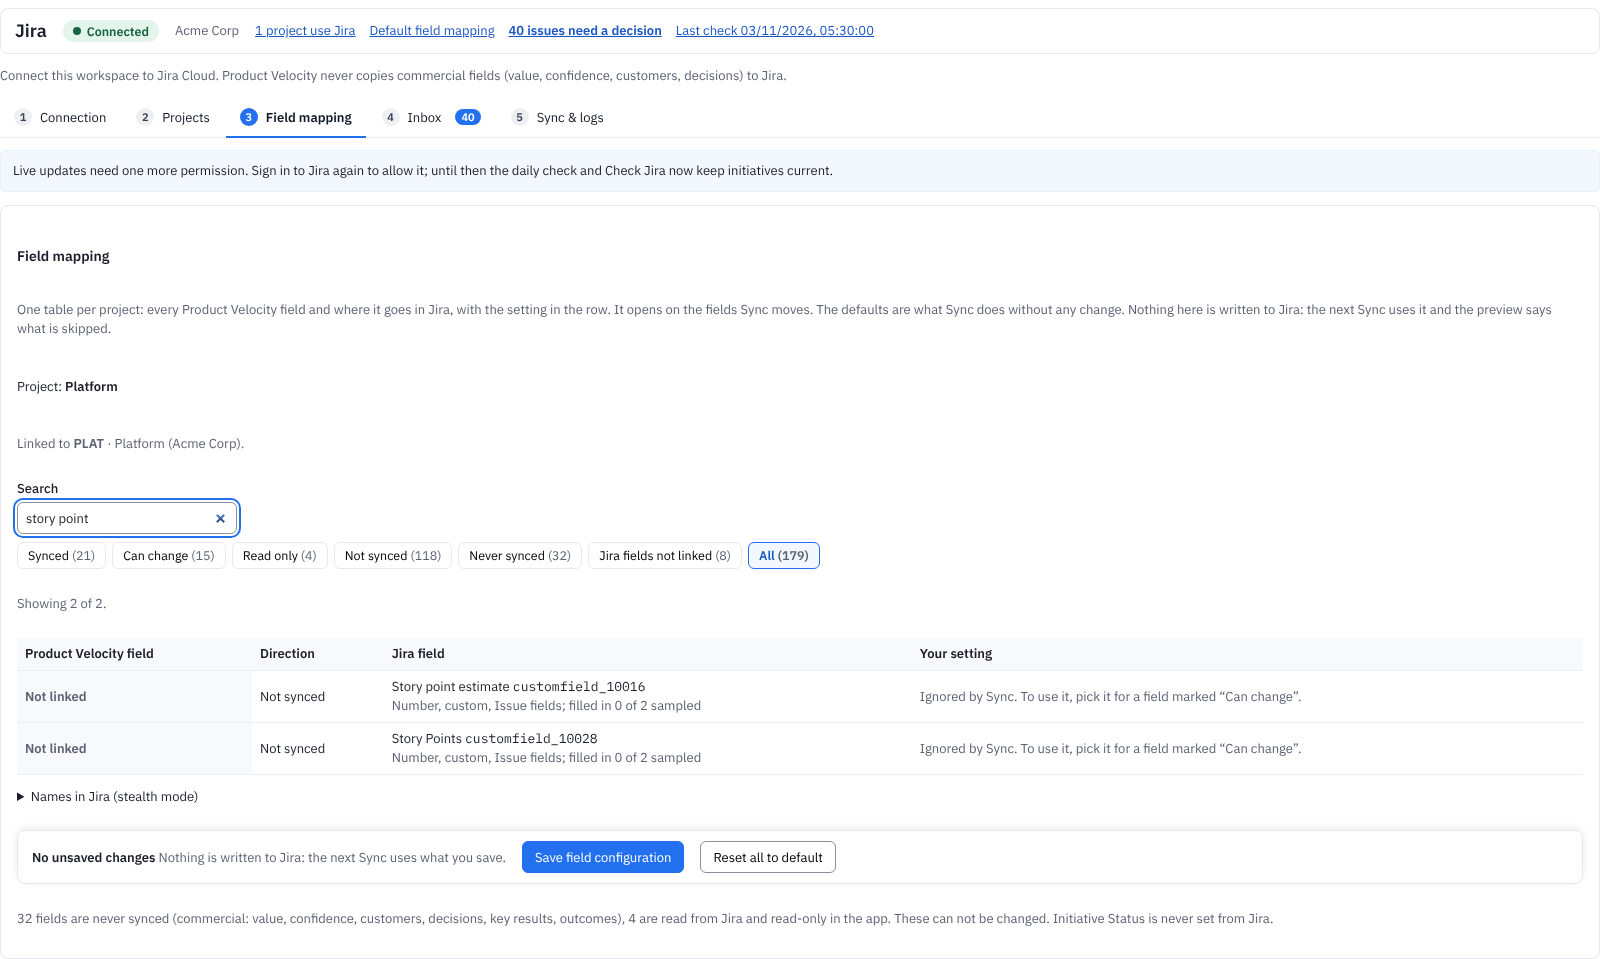 Jira Connected Acme Corp 1 project use Jira Default field mapping 40 issues need a decision Last check 03/11/2026, 05:30:00
Connect this workspace to Jira Cloud. Product Velocity never copies commercial fields (value, confidence, customers, decisions) to Jira.
1 Connection 2 Projects 3 Field mapping 4 Inbox 40 5 Sync & logs
Live updates need one more permission. Sign in to Jira again to allow it; until then the daily check and Check Jira now keep initiatives current.
Field mapping
One table per project: every Product Velocity field and where it goes in Jira, with the setting in the row. It opens on the fields Sync moves. The defaults are what Sync does without any change. Nothing here is written to Jira: the next Sync uses it and the preview says
what is skipped.
Project: Platform
Linked to PLAT · Platform (Acme Corp).
Search
story point ×
Synced (21) Can change (15) Read only (4) Not synced (118) Never synced (32) Jira fields not linked (8) All (179)
Showing 2 of 2.
Product Velocity field Direction Jira field Your setting
Not linked Not synced Story point estimate customfield_10016 Ignored by Sync. To use it, pick it for a field marked “Can change”.
Number, custom, Issue fields; filled in 0 of 2 sampled
Not linked Not synced Story Points customfield_10028 Ignored by Sync. To use it, pick it for a field marked “Can change”.
Number, custom, Issue fields; filled in 0 of 2 sampled
Names in Jira (stealth mode)
No unsaved changes Nothing is written to Jira: the next Sync uses what you save. Save field configuration Reset all to default
32 fields are never synced (commercial: value, confidence, customers, decisions, key results, outcomes), 4 are read from Jira and read-only in the app. These can not be changed. Initiative Status is never set from Jira.